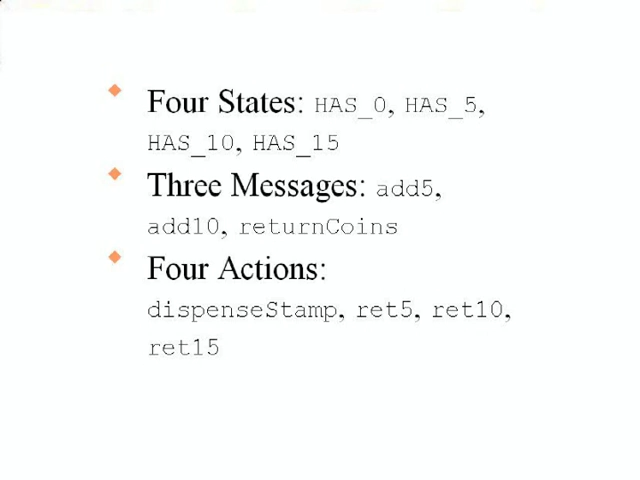 Four States: HAS_0, HAS_5,
HAS_10, HAS_15
Three Messages: add5,
add10, returnCoins
Four Actions:
dispenseStamp, ret5, ret10,
ret15